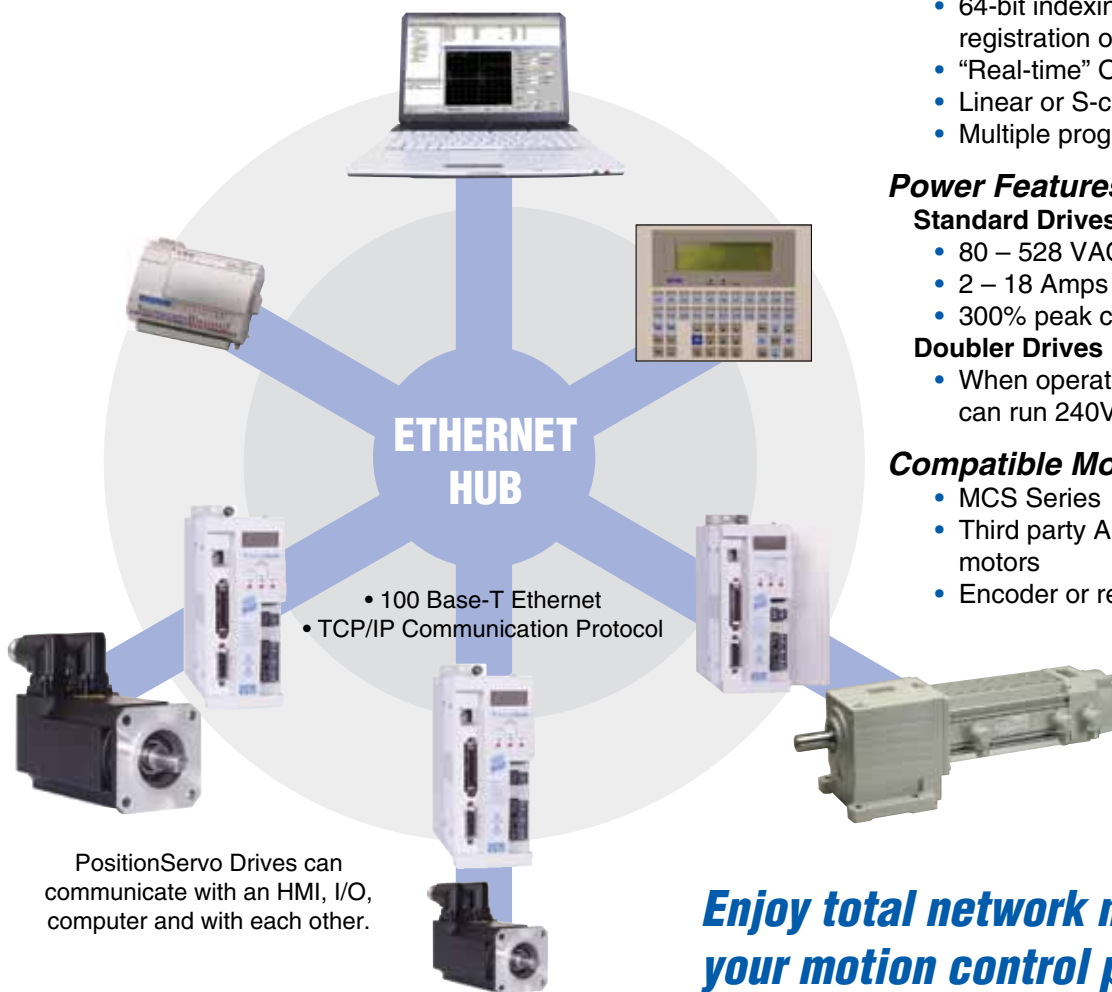 • 64-bit indexin
registration o
• “Real-time” C
• Linear or S-c
• Multiple prog
Power Features
Standard Drives
• 80 – 528 VAC
• 2 – 18 Amps
• 300% peak c
Doubler Drives
• When operat
can run 240V
Compatible Mo
• MCS Series
• Third party A
motors
• Encoder or re
ETHERNET
HUB
• 100 Base-T Ethernet
• TCP/IP Communication Protocol
PositionServo Drives can
communicate with an HMI, I/O,
computer and with each other.
Enjoy total network
your motion control p